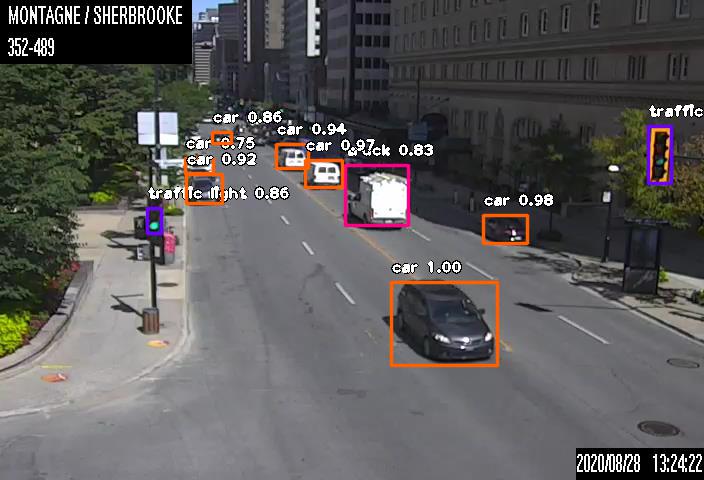 MONTAGNE / SHERBROOKE
352-489
traffic
car 0.86
car 0.94
car 0.75
car 0.97
car 0.92
0.83
traffic light 0.86
car 0.98
car 1.00
2020/08/28 13:24:22